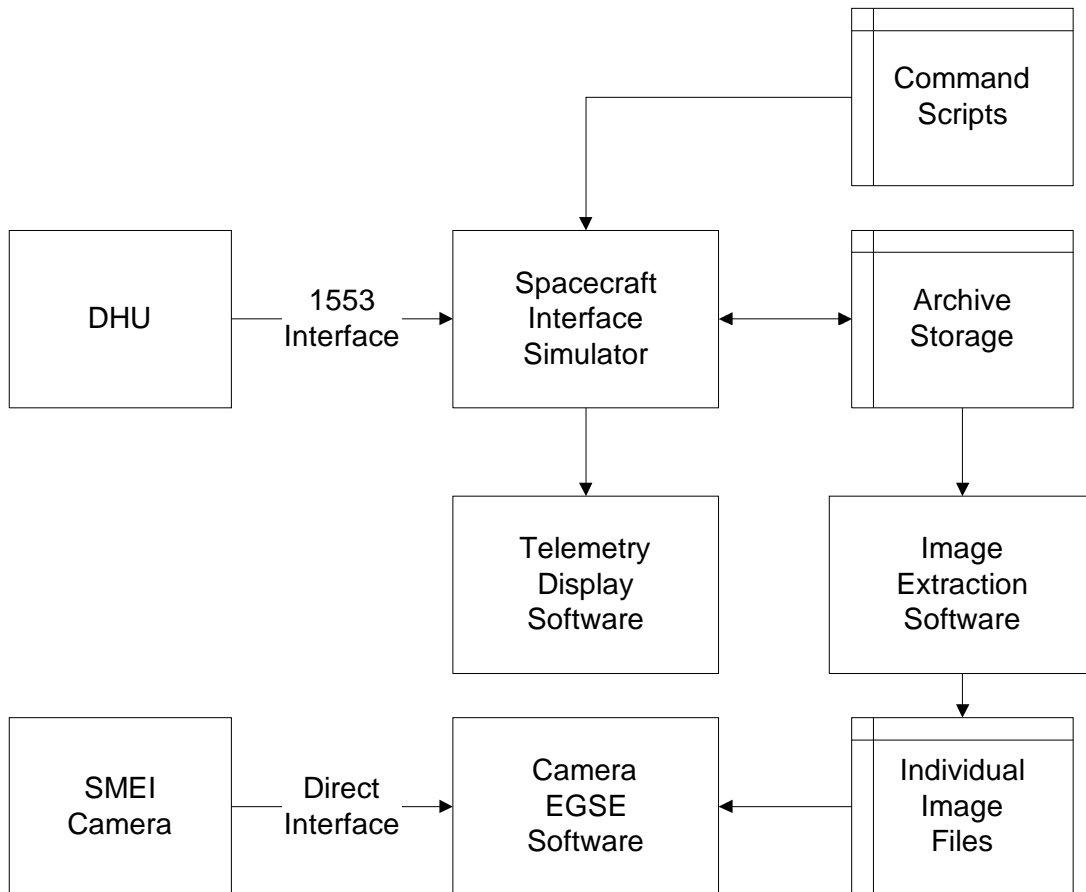 Command
Scripts
DHU
1553
Interface
Spacecraft
Interface
Simulator
Archive
Storage
Telemetry
Display
Software
Image
Extraction
Software
SMEI
Camera
Direct
Interface
Camera
EGSE
Software
Individual
Image
Files